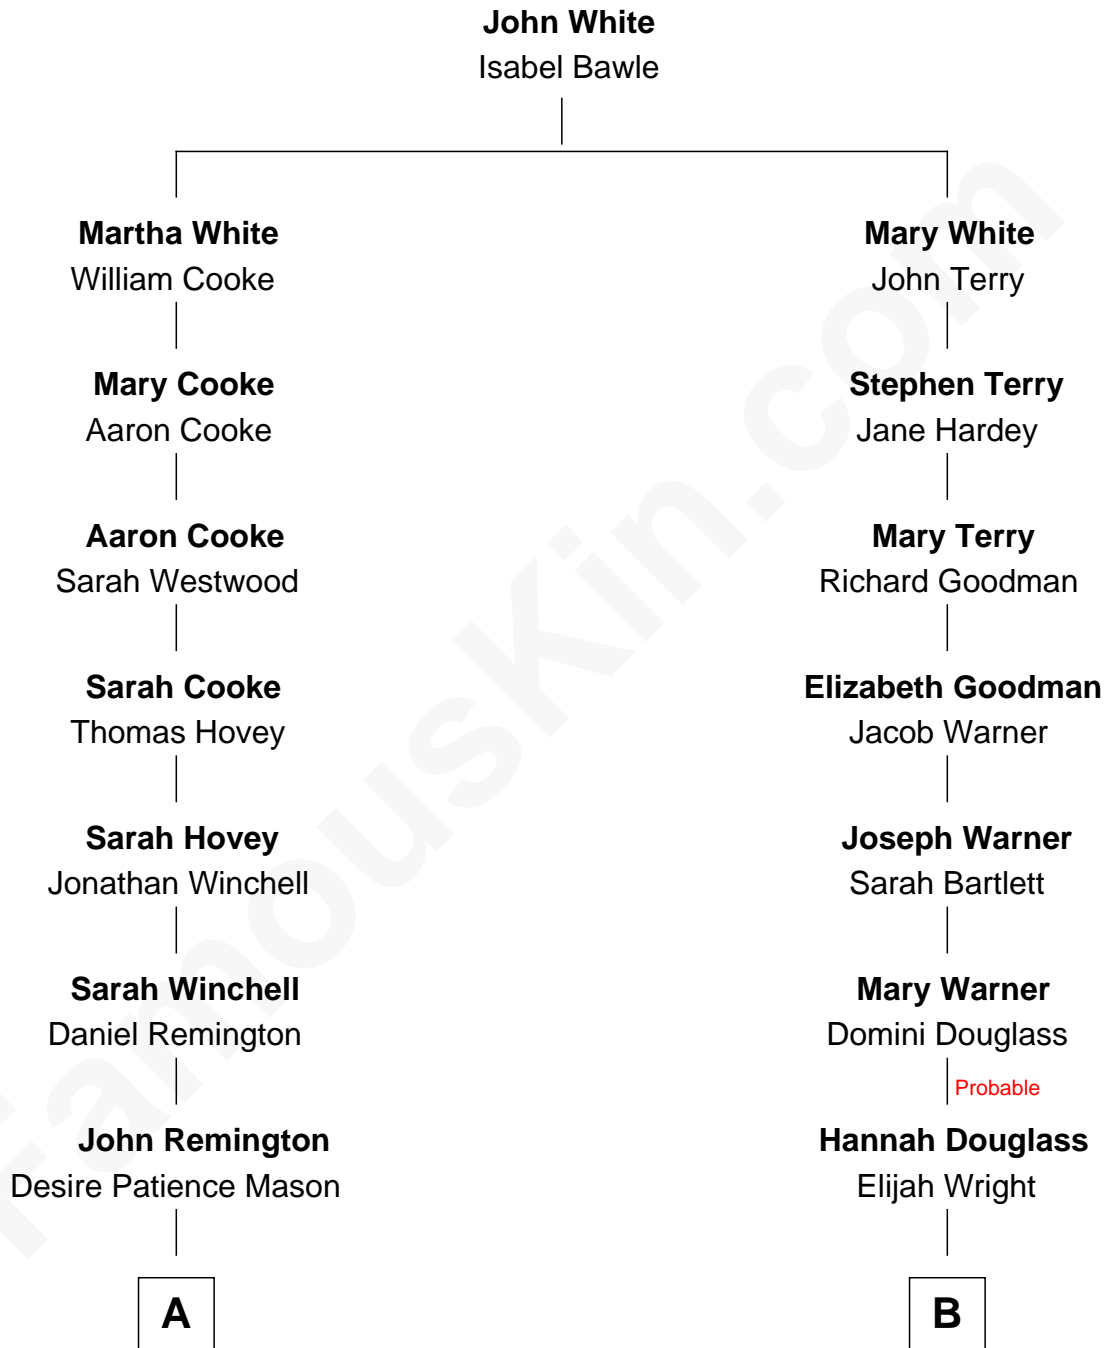 John White
Isabel Bawle
Martha White
William Cooke
Mary White
John Terry
Mary Cooke
Aaron Cooke
Stephen Terry
Jane Hardey
Aaron Cooke
Sarah Westwood
Mary Terry
Richard Goodman
Sarah Cooke
Thomas Hovey
Elizabeth Goodman
Jacob Warner
Sarah Hovey
Jonathan Winchell
Joseph Warner
Sarah Bartlett
Sarah Winchell
Daniel Remington
Mary Warner
Domini Douglass
Probable
John Remington
Desire Patience Mason
Hannah Douglass
Elijah Wright
A
B
FamousKin.com